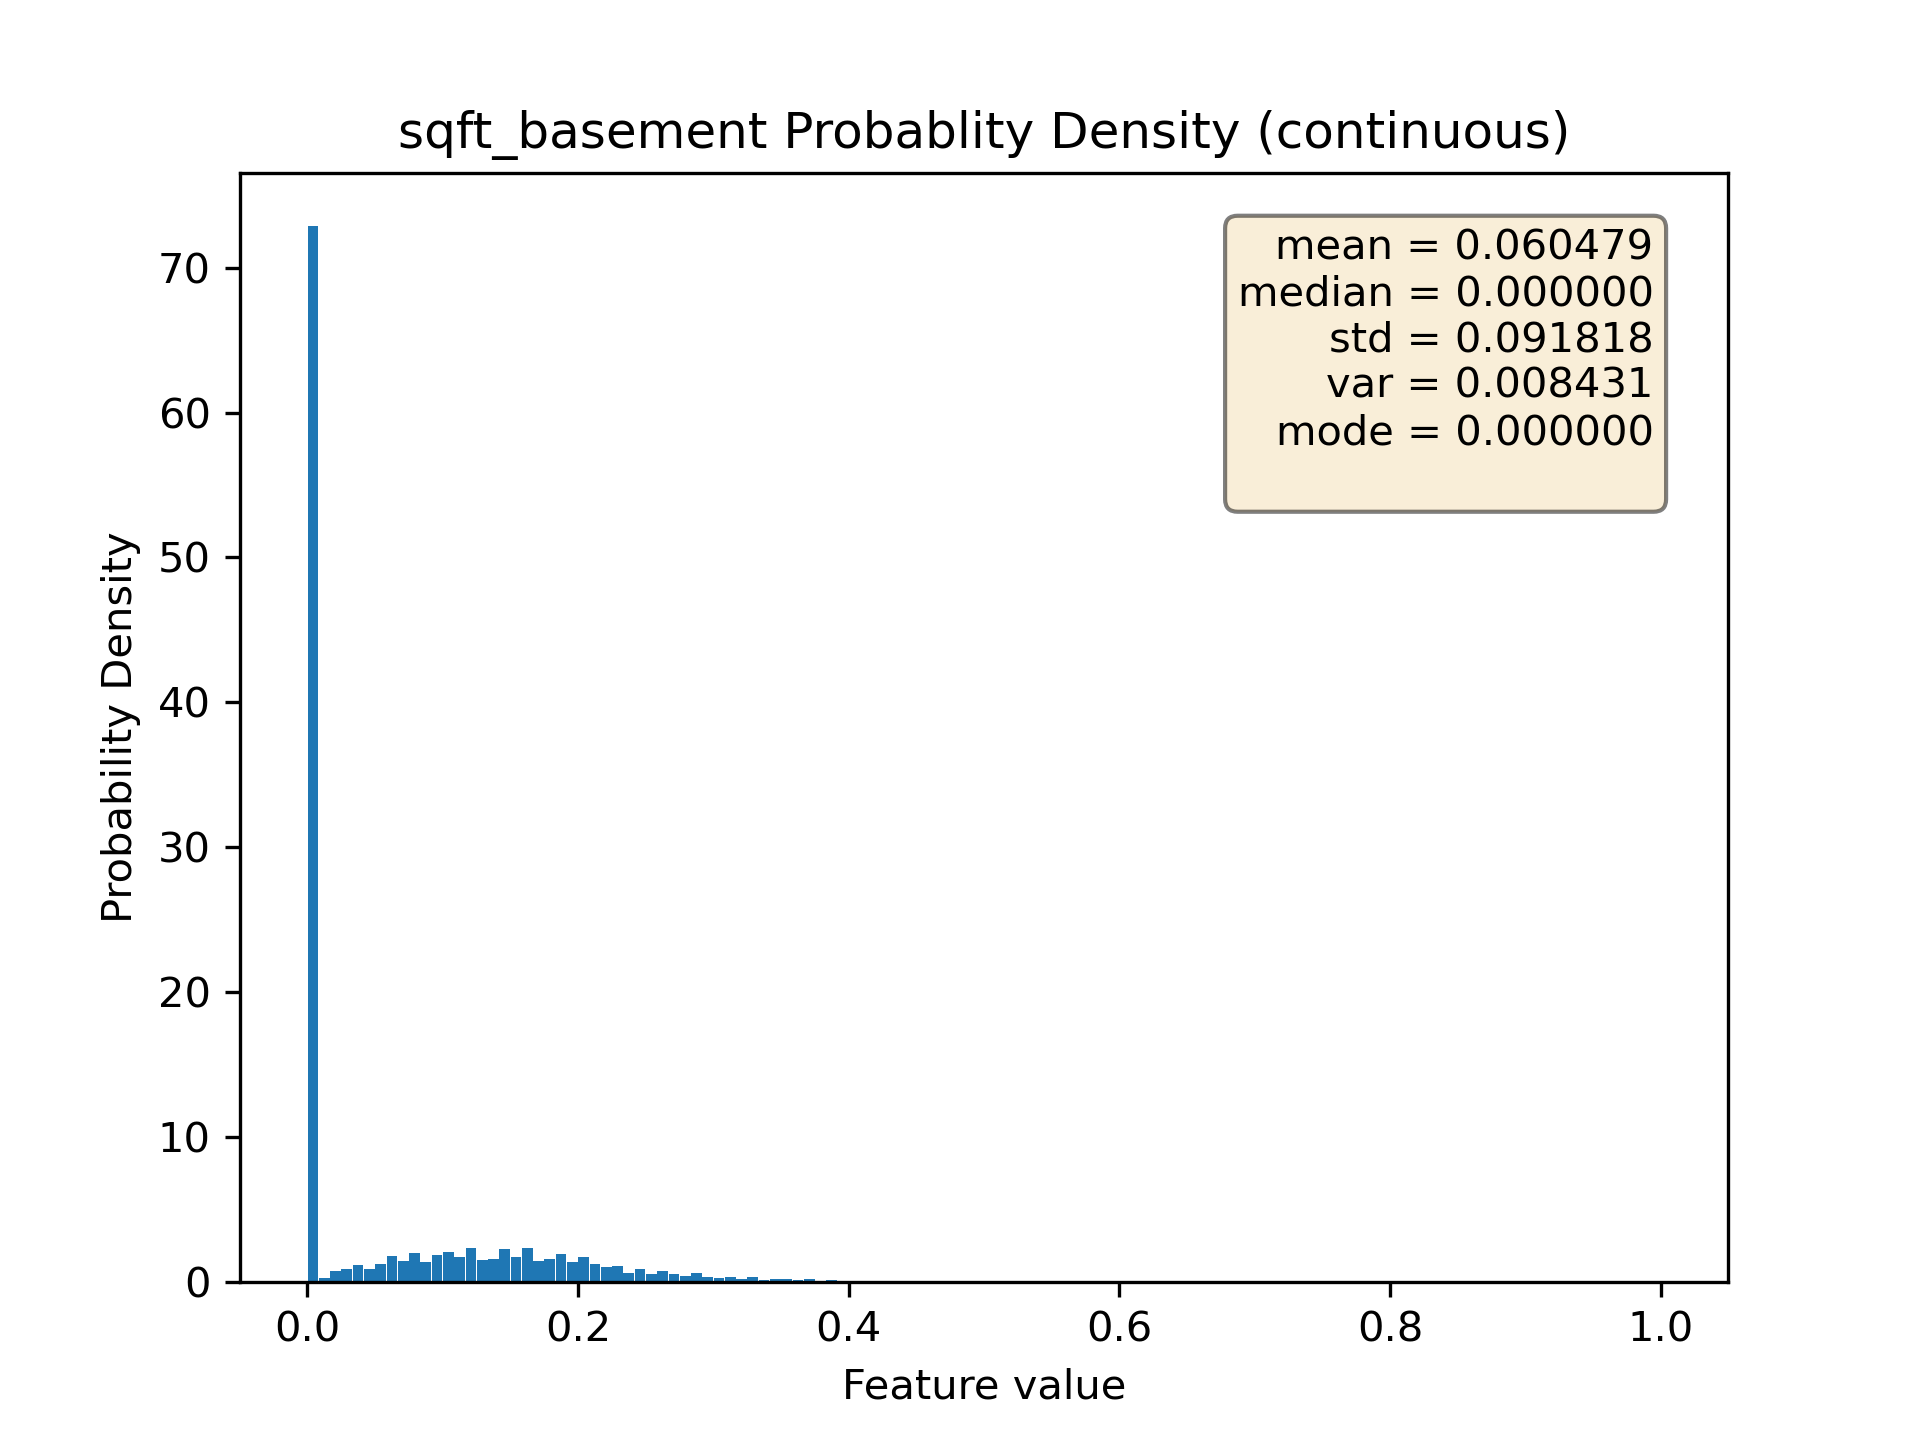 sqft_basement Probablity Density (continuous)
mean = 0.060479
median = 0.000000
std = 0.091818
var = 0.008431
mode = 0.000000
Probability Density
70
60
50
40
30
20
10
0
0.0 0.2 0.4 0.6 0.8 1.0
Feature value